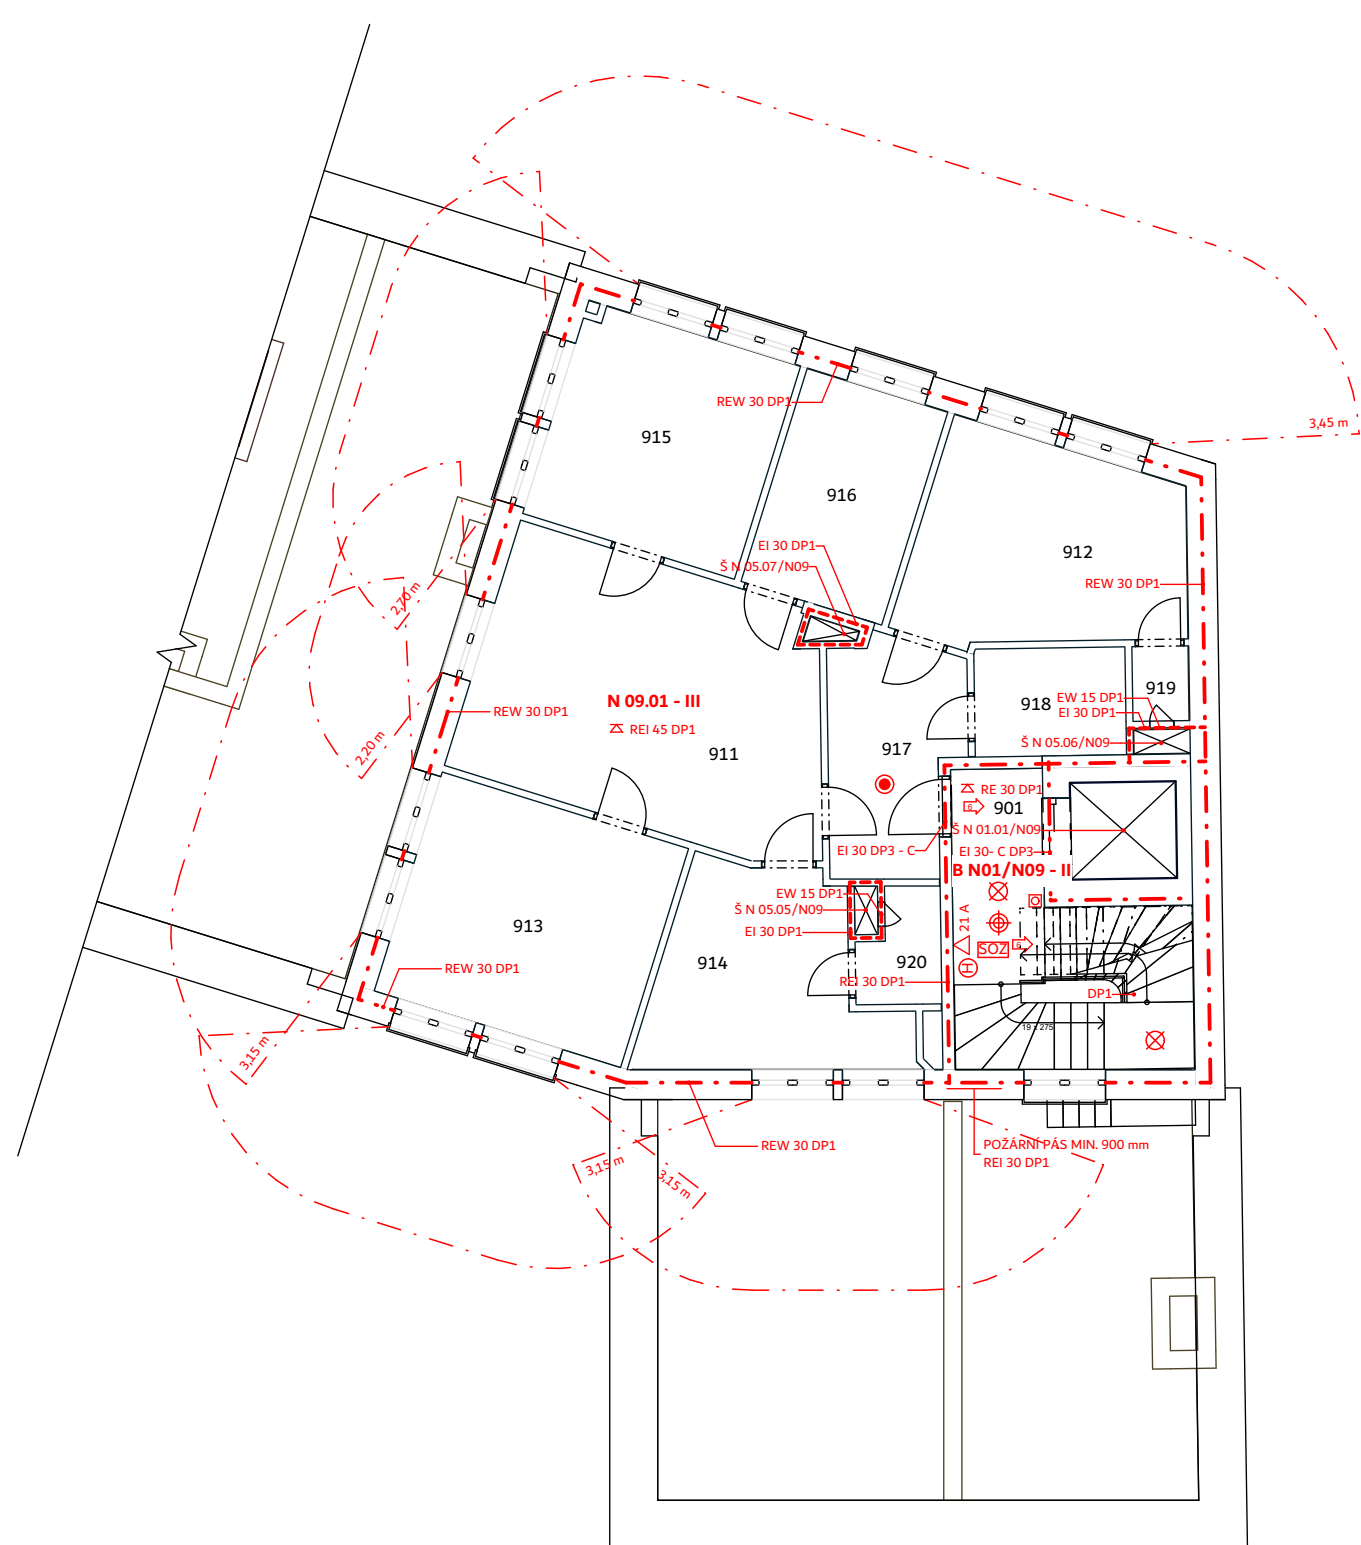 3,45 m
REW 30 DP1
915
916
EI 30 DP1
912
Š N 05.07/N09
REW 30 DP1
2,70 m
N 09.01 - III
REI 45 DP1
REW 30 DP1
911
917
918
919
EW 15 DP1
EI 30 DP1
Š N 05.06/N09
2,20 m
RE 30 DP1
6
901
Š N 01.01/N09
EI 30 DP3 - C
EI 30- C DP3
B N01/N09 - II
EW 15 DP1
Š N 05.05/N09
EI 30 DP1
21 A
913
914
920
SOZ
6
H
REW 30 DP1
REI 30 DP1
DP1
19 x 275
3,15 m
REW 30 DP1
POŽÁRNÍ PÁS MIN. 900 mm
REI 30 DP1
3,15 m
3,15 m